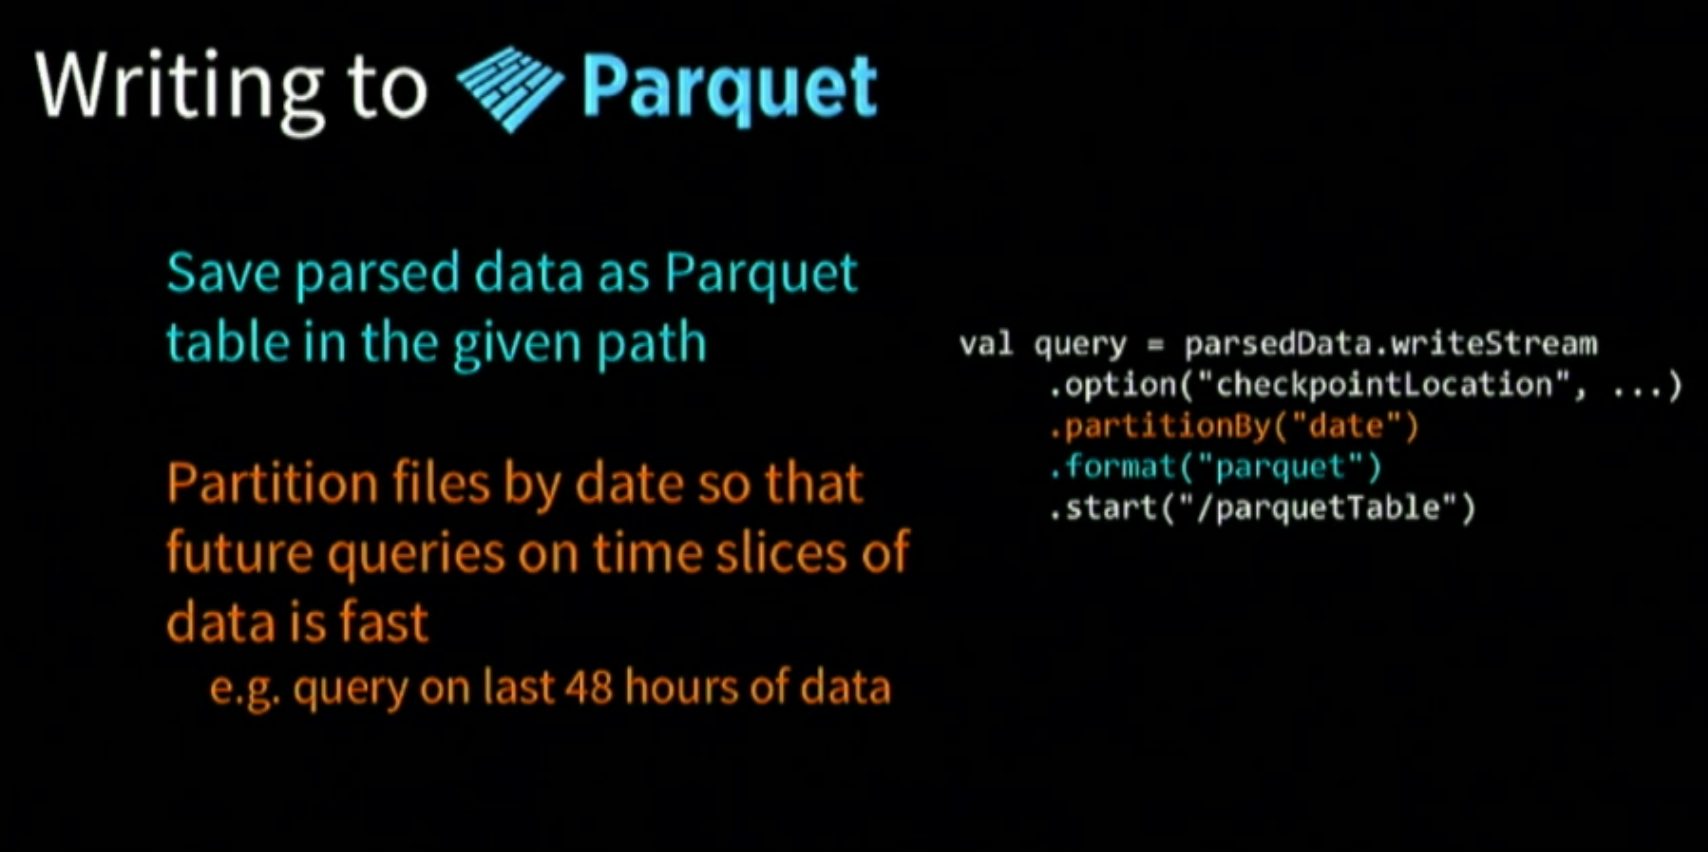 Writing to Parquet
Save parsed data as Parquet
table in the given path
Partition files by date so that
future queries on time slices of
data is fast
e.g. query on last 48 hours of data
val query = parsedData.writeStream
.option("checkpointLocation", ...)
.partitionBy("date")
.format("parquet")
.start("/parquetTable")